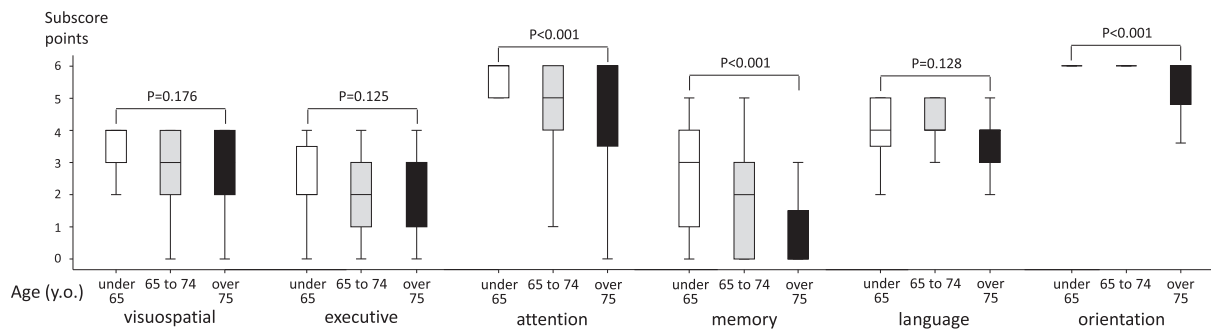 Subscore
points
P<0.001
P<0.001
P<0.001
P=0.128
P=0.176
P=0.125
6
5
4
3
2
1
0
Age (y.o.)
under 65 65 to 74 over 75
under 65 65 to 74 over 75
under 65 65 to 74 over 75
under 65 65 to 74 over 75
under 65 65 to 74 over 75
under 65 65 to 74 over 75
visuospatial executive attention memory language orientation